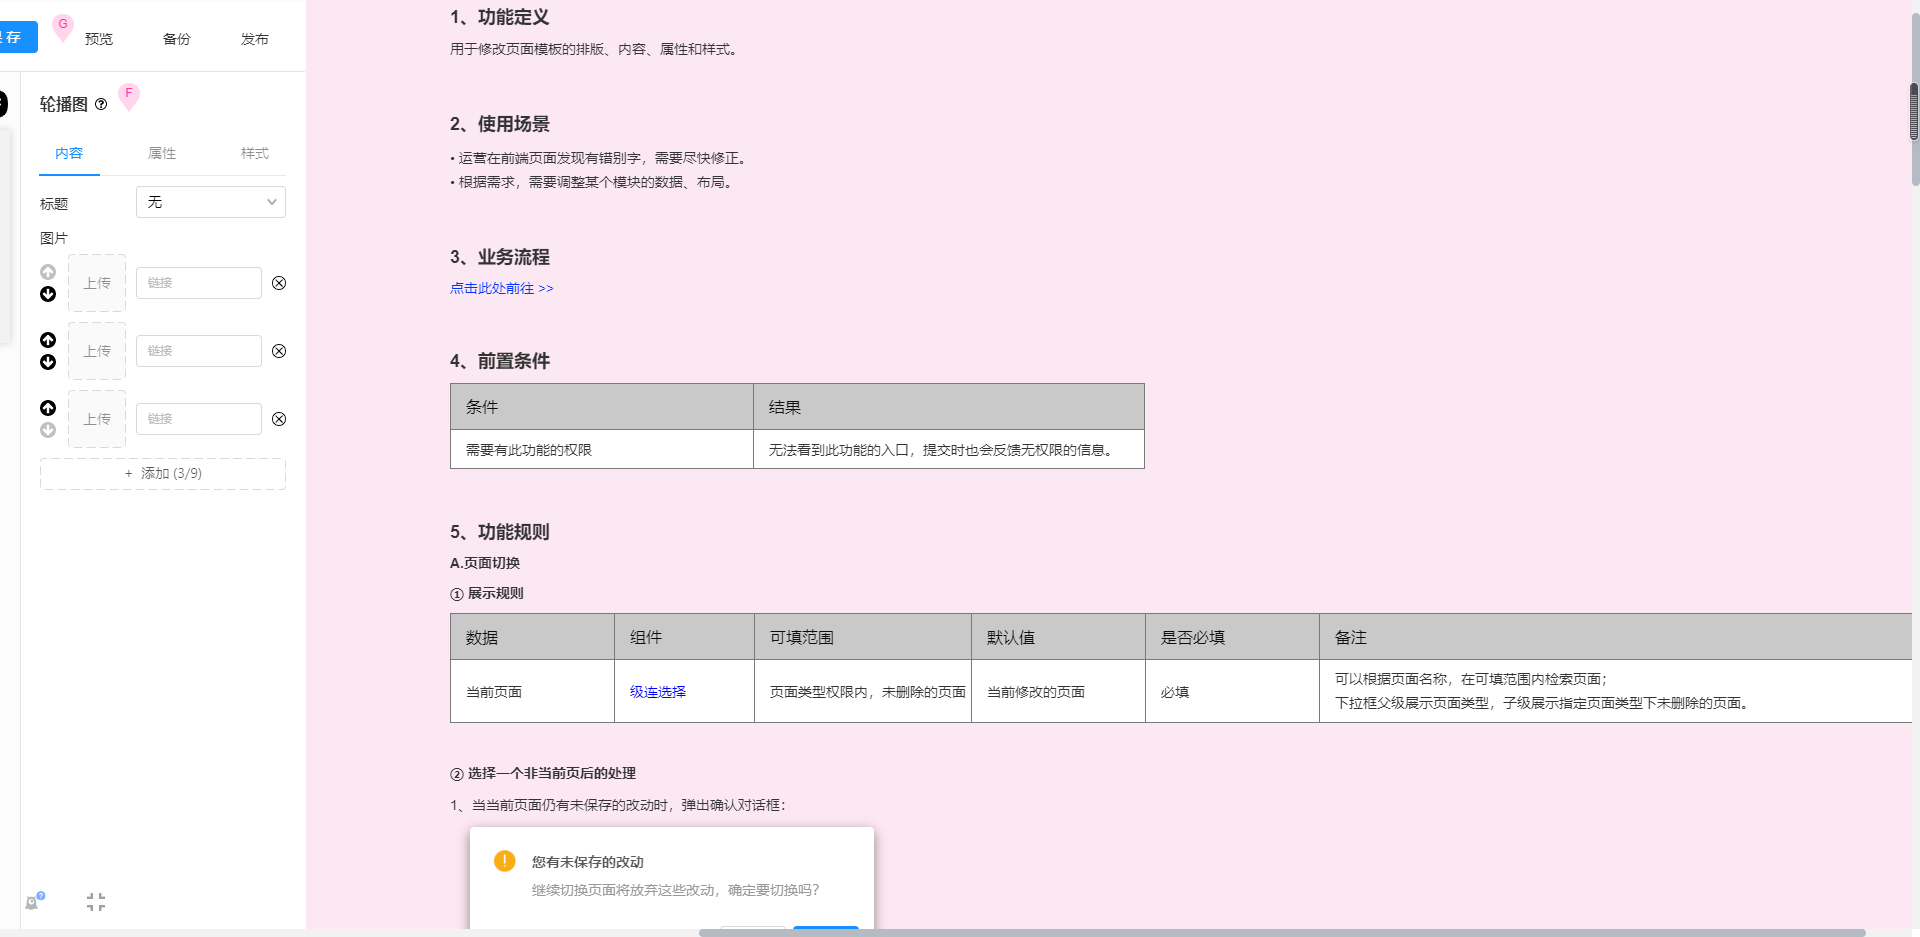 存
G
预览
备份
发布
轮播图
F
内容
属性
样式
标题
无
图片
上传
链接
上传
链接
上传
链接
+ 添加 (3/9)
1、功能定义
用于修改页面模板的排版、内容、属性和样式。
2、使用场景
• 运营在前端页面发现有错别字，需要尽快修正。
• 根据需求，需要调整某个模块的数据、布局。
3、业务流程
点击此处前往 >>
4、前置条件
条件
结果
需要有此功能的权限
无法看到此功能的入口，提交时也会反馈无权限的信息。
5、功能规则
A.页面切换
① 展示规则
数据
组件
可填范围
默认值
是否必填
备注
当前页面
级连选择
页面类型权限内，未删除的页面
当前修改的页面
必填
可以根据页面名称，在可填范围内检索页面；
下拉框父级展示页面类型，子级展示指定页面类型下未删除的页面。
② 选择一个非当前页后的处理
1、当当前页面仍有未保存的改动时，弹出确认对话框：
您有未保存的改动
继续切换页面将放弃这些改动，确定要切换吗？